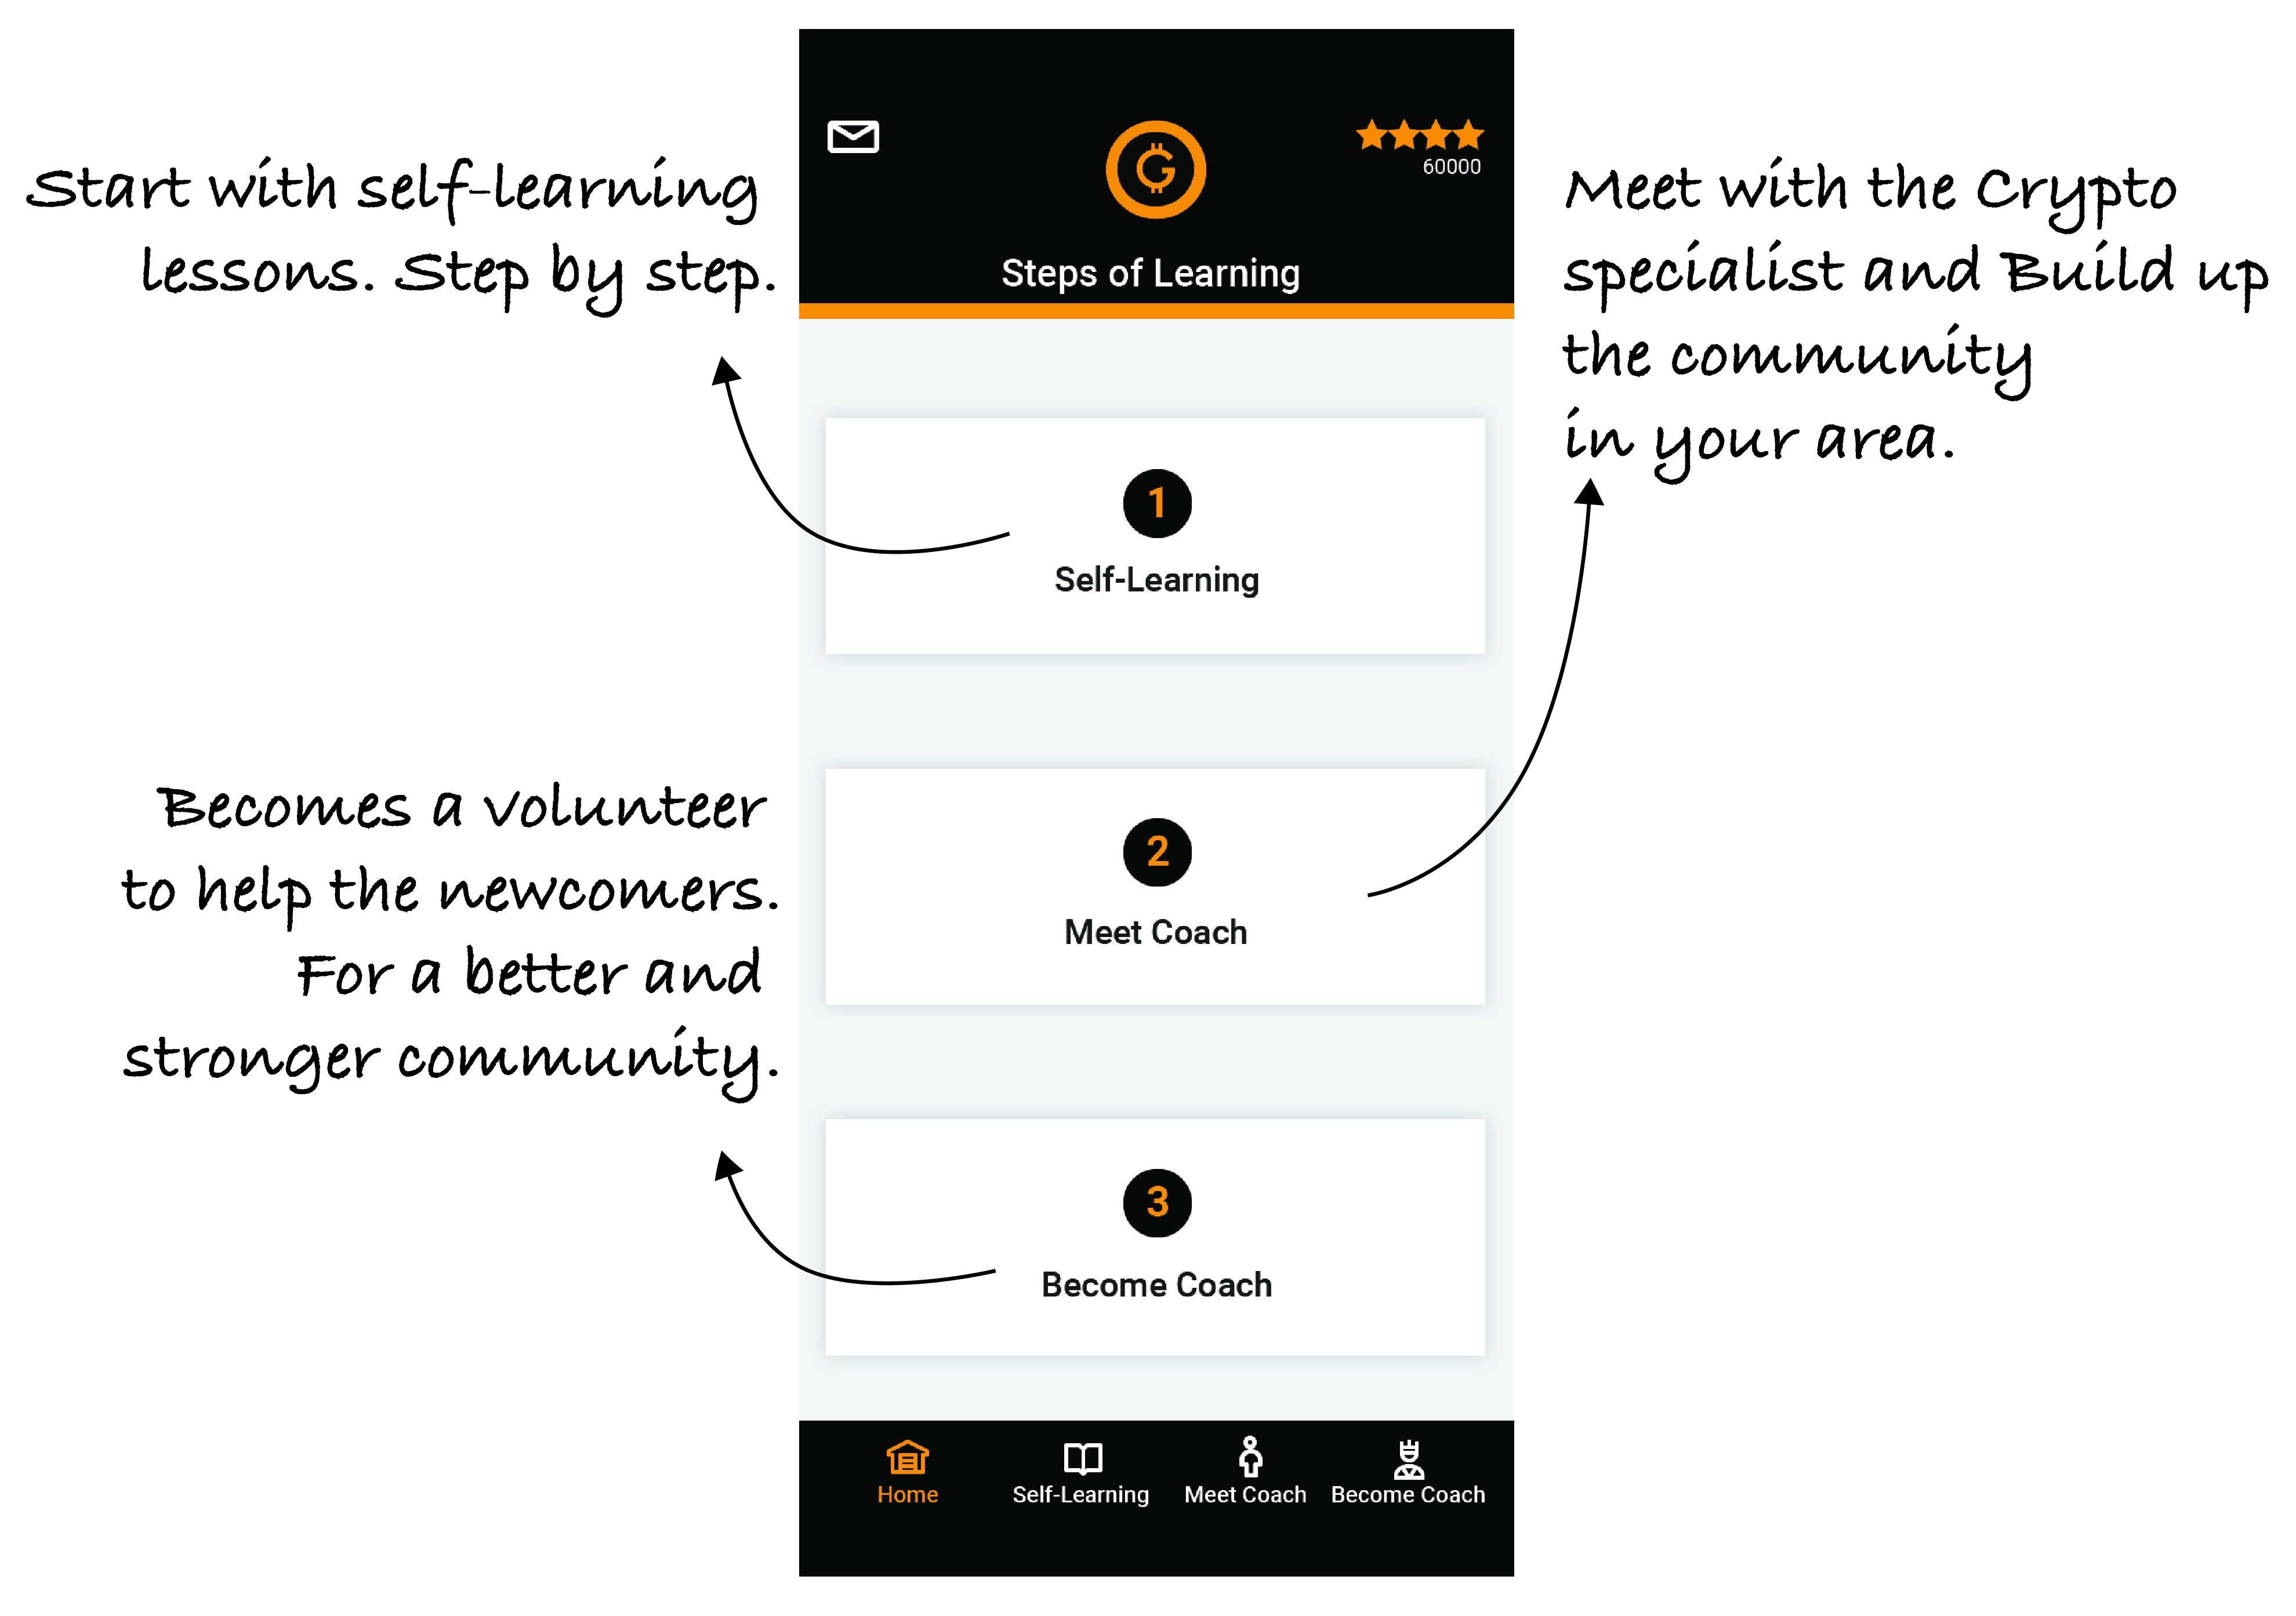 Start with self-learning
lessons. Step by step.
60000
Steps of Learning
Meet with the Crypto
specialist and Build up
the community
in your area.
1
Self-Learning
Becomes a volunteer
to help the newcomers.
For a better and
stronger community.
2
Meet Coach
3
Become Coach
Home
Self-Learning
Meet Coach
Become Coach